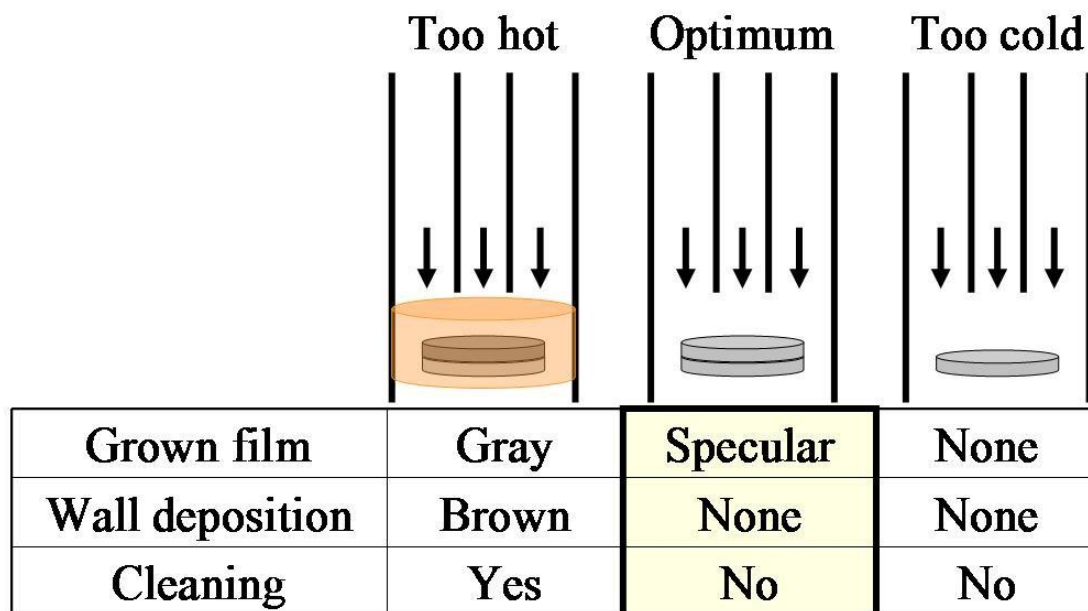 Too hot Optimum Too cold
Grown film Gray Specular None
Wall deposition Brown None None
Cleaning Yes No No